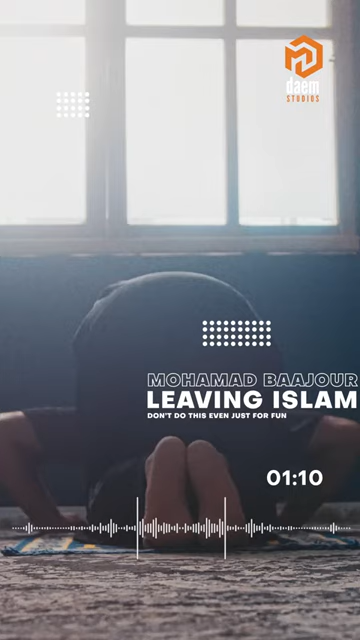 daem
STUDIOS
MOHAMAD BAAJOUR
LEAVING ISLAM
DON'T DO THIS EVEN JUST FOR FUN
01:10